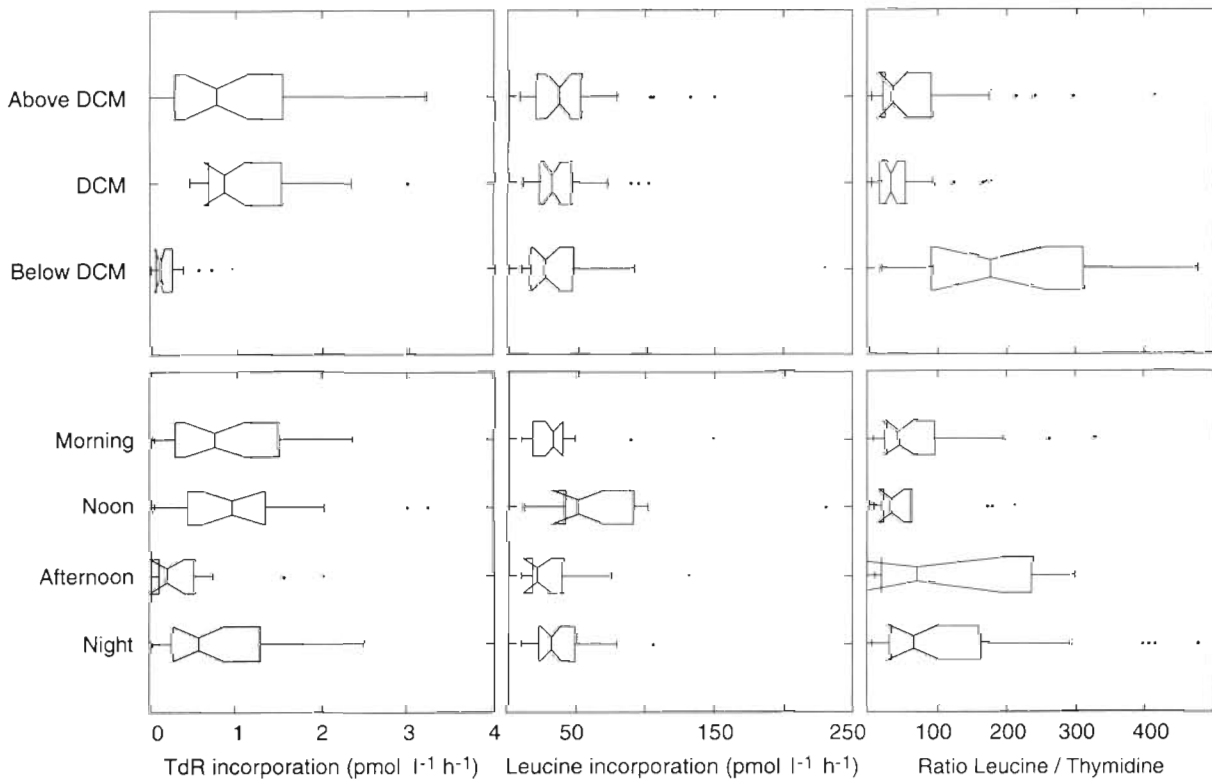 Above DCM
DCM
Below DCM
Morning
Noon
Afternoon
Night
0 1 2 3 4 50 150 250 100 200 300 400
TdR incorporation (pmol l-1 h-1) Leucine incorporation (pmol l-1 h-1) Ratio Leucine / Thymidine